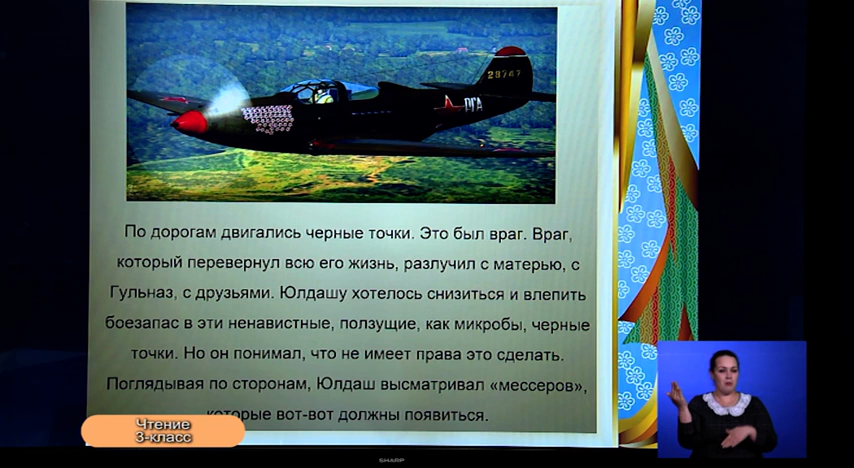 23747
РГА
По дорогам двигались черные точки. Это был враг. Враг,
который перевернул всю его жизнь, разлучил с матерью, с
Гульназ, с друзьями. Юлдашу хотелось снизиться и влепить
боезапас в эти ненавистные, ползущие, как микробы, черные
точки. Но он понимал, что не имеет права это сделать.
Поглядывая по сторонам, Юлдаш высматривал «мессеров»,
которые вот-вот должны появиться.
Чтение
3-класс
SHARP